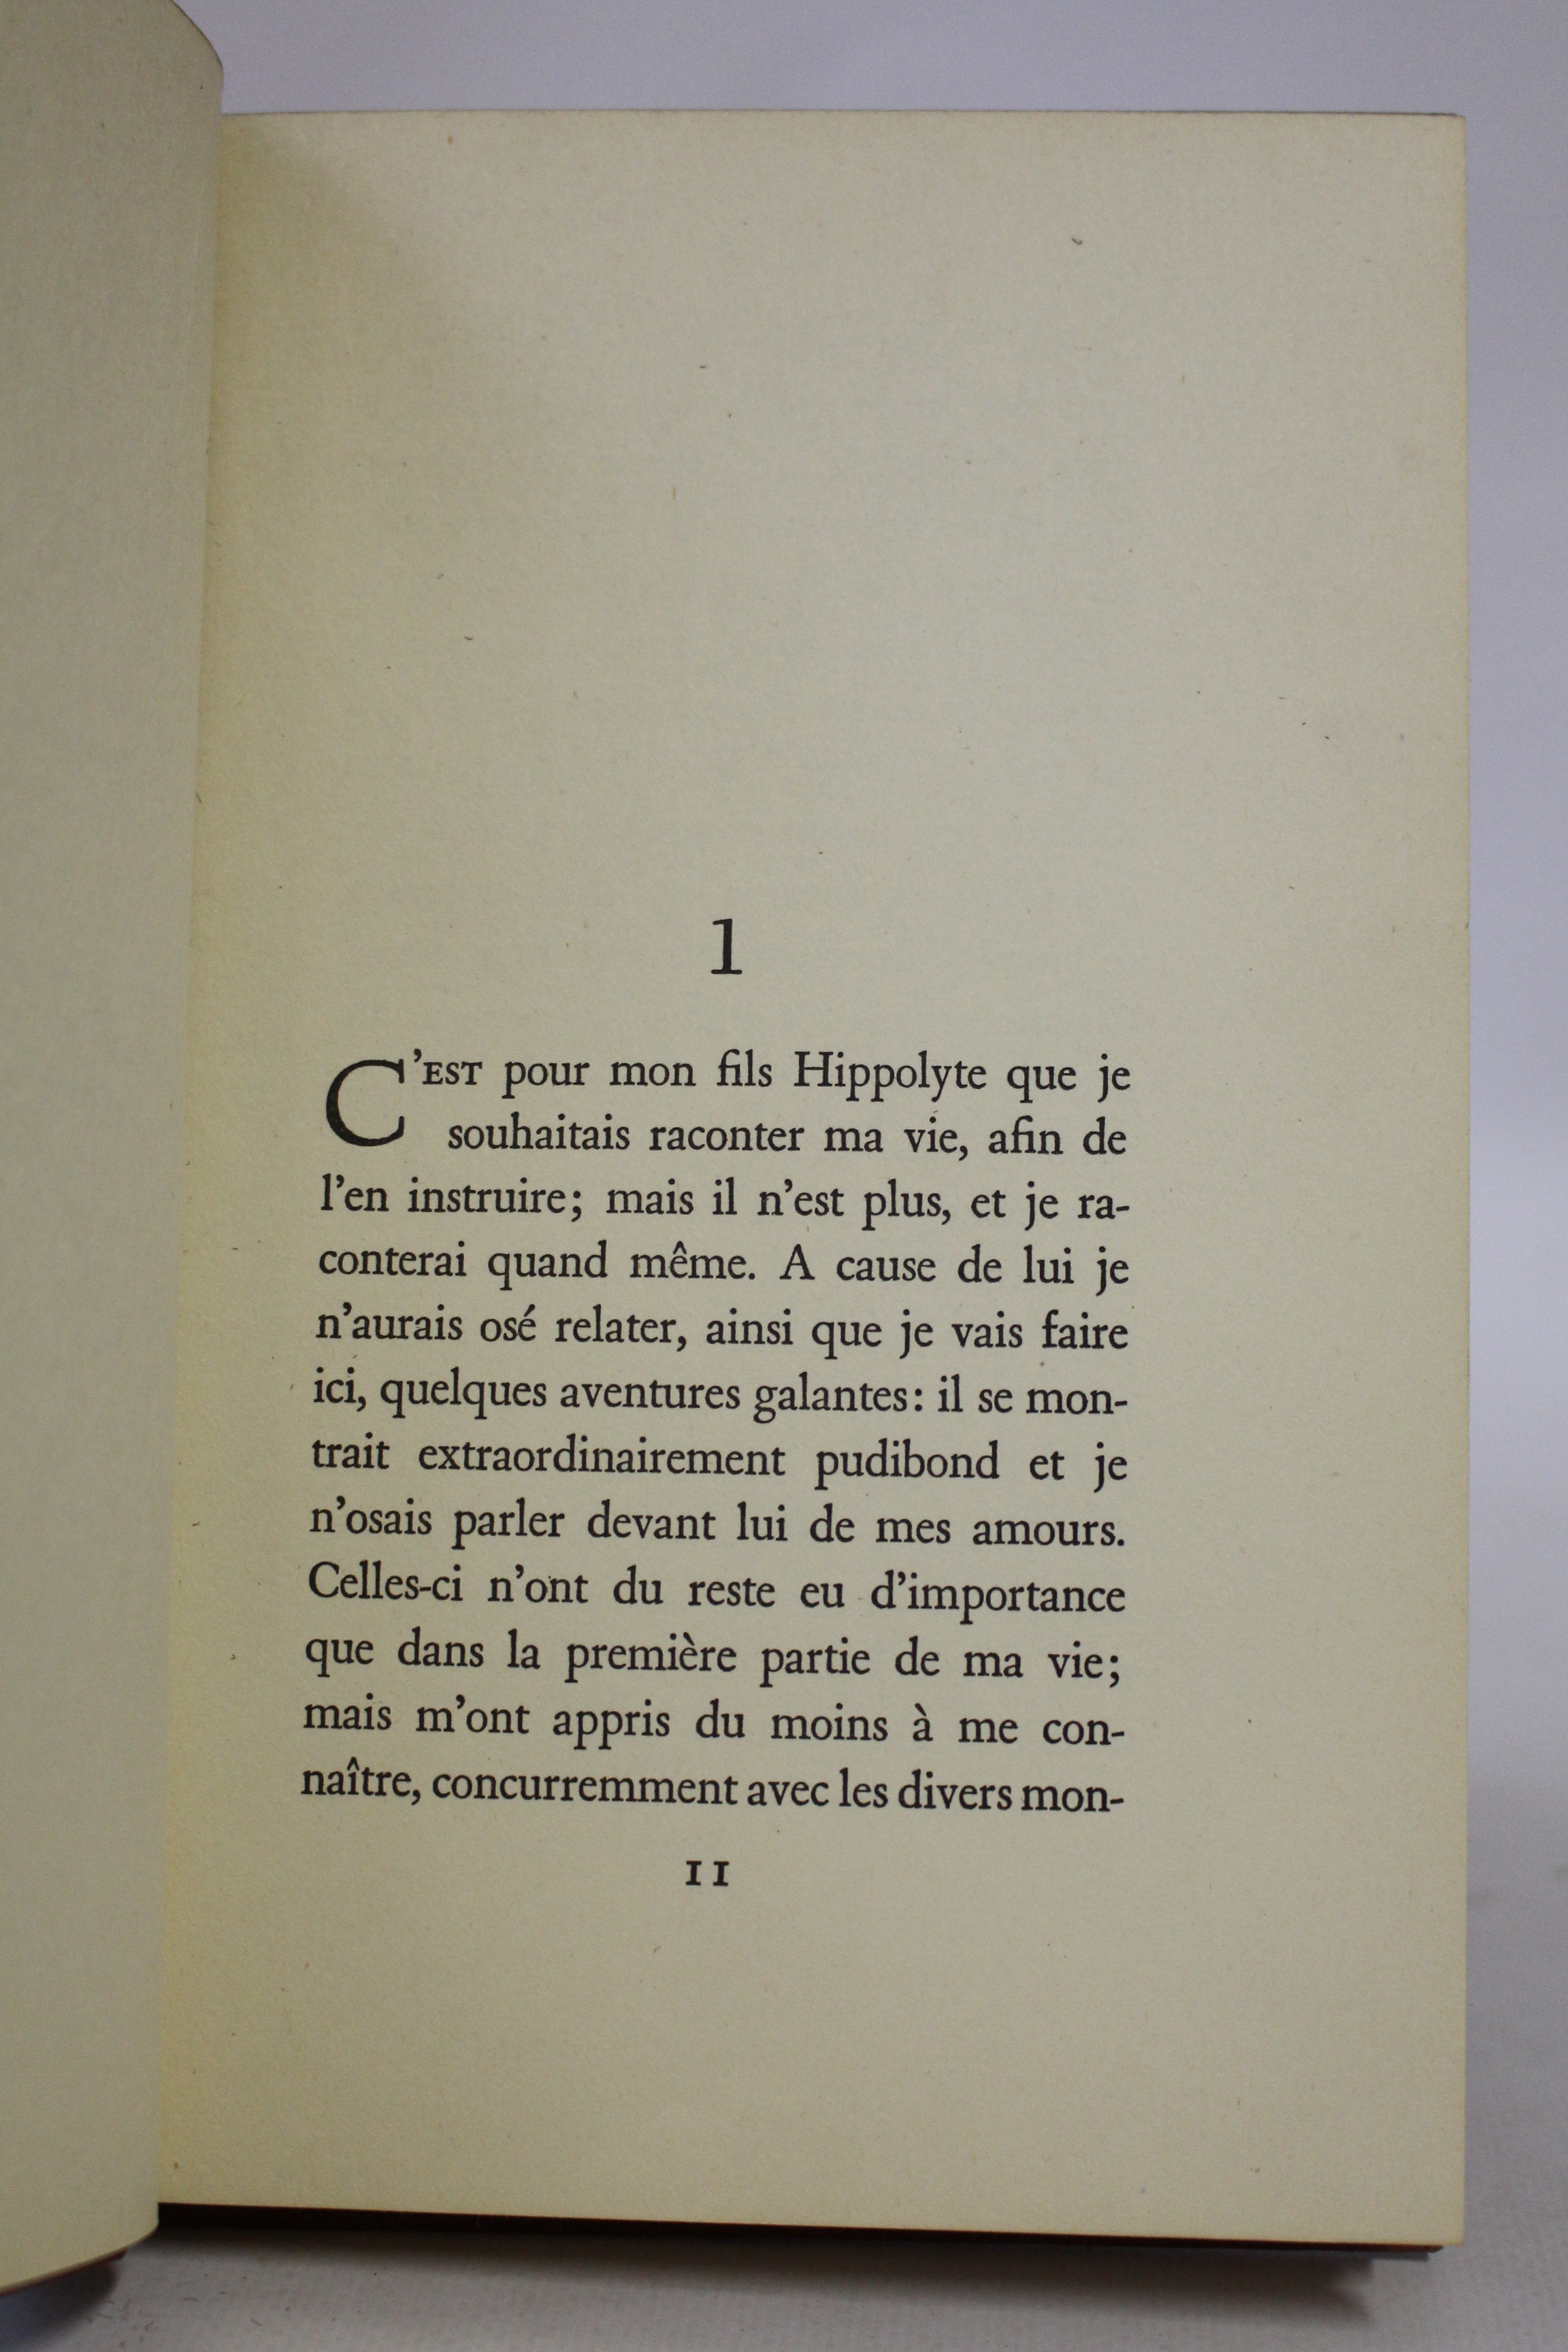 1
C'EST pour mon fils Hippolyte que je
souhaitais raconter ma vie, afin de
l'en instruire; mais il n'est plus, et je ra-
conterai quand même. A cause de lui je
n'aurais osé relater, ainsi que je vais faire
ici, quelques aventures galantes: il se mon-
trait extraordinairement pudibond et je
n'osais parler devant lui de mes amours.
Celles-ci n'ont du reste eu d'importance
que dans la première partie de ma vie;
mais m'ont appris du moins à me con-
naître, concurremment avec les divers mon-
11